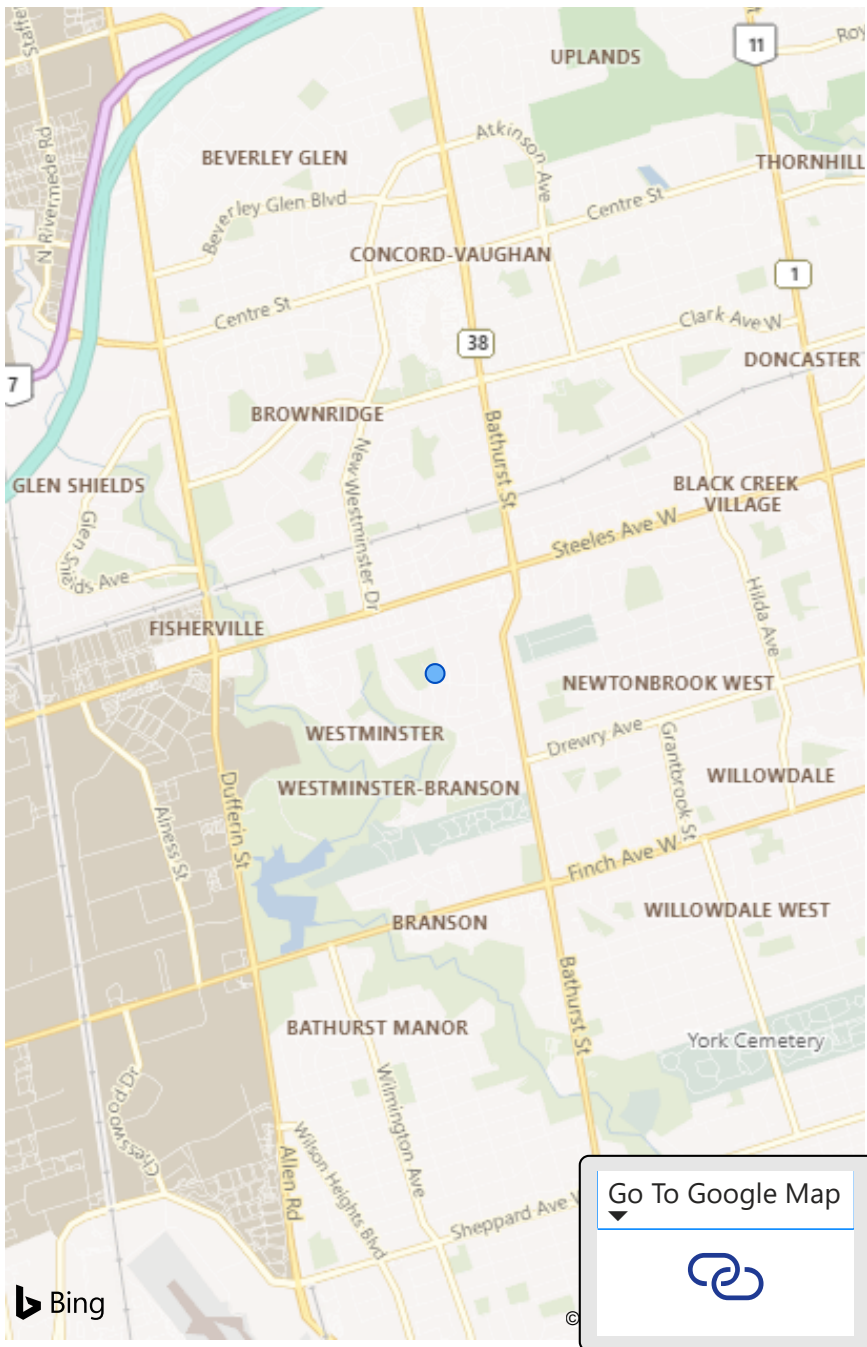 UPLANDS
11
N Rivermede Rd
Atkinson Ave
BEVERLEY GLEN
THORNHILL
Beverley Glen Blvd
Centre St
CONCORD-VAUGHAN
1
Centre St
Clark Ave W
38
DONCASTER
7
BROWNRIDGE
Bathurst St
New Westminster Dr
GLEN SHIELDS
BLACK CREEK
VILLAGE
Glen Shields Ave
Steeles Ave W
Hilda Ave
FISHERVILLE
NEWTONBROOK WEST
WESTMINSTER
Drewry Ave
Grantbrook St
WILLOWDALE
WESTMINSTER-BRANSON
Dufferin St
Alness St
Finch Ave W
BRANSON
WILLOWDALE WEST
Bathurst St
BATHURST MANOR
York Cemetery
Chesswood Dr
Wilmington Ave
Wilson Heights Blvd
Allen Rd
Sheppard Ave
Go To Google Map
Bing
©